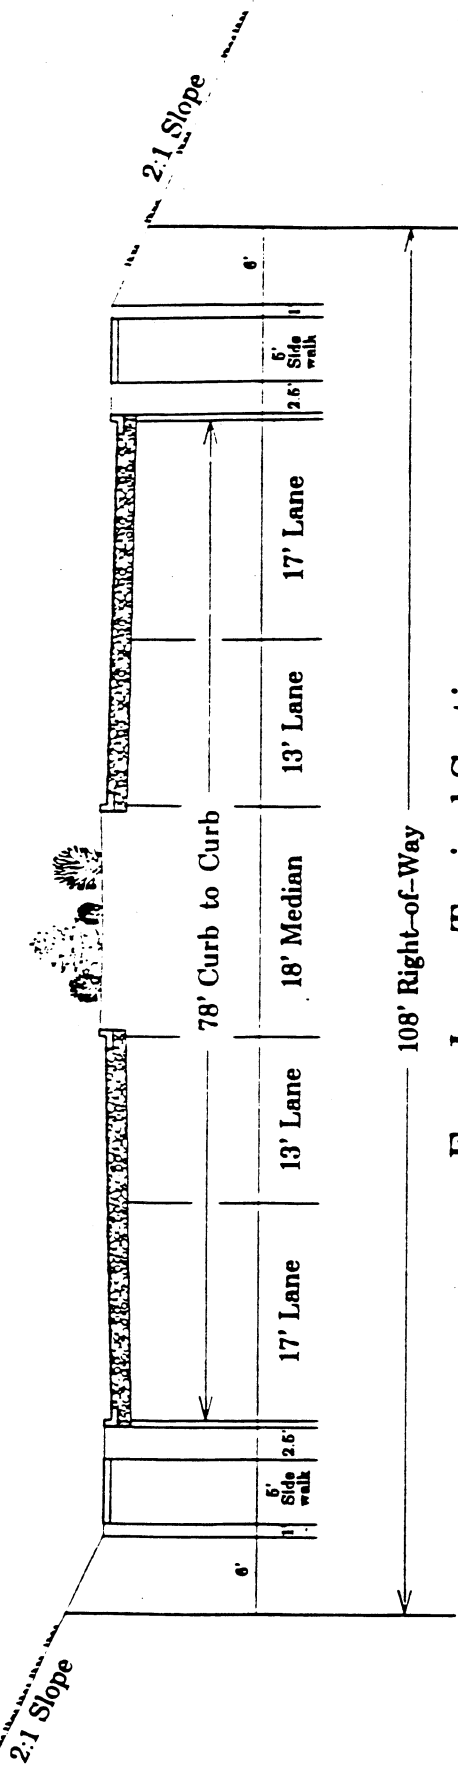 2:1 Slope
2:1 Slope
78' Curb to Curb
6'
1'
5'
Side
walk
2.5'
17' Lane
13' Lane
18' Median
13' Lane
17' Lane
2.5'
5'
Side
walk
1'
6'
108' Right-of-Way